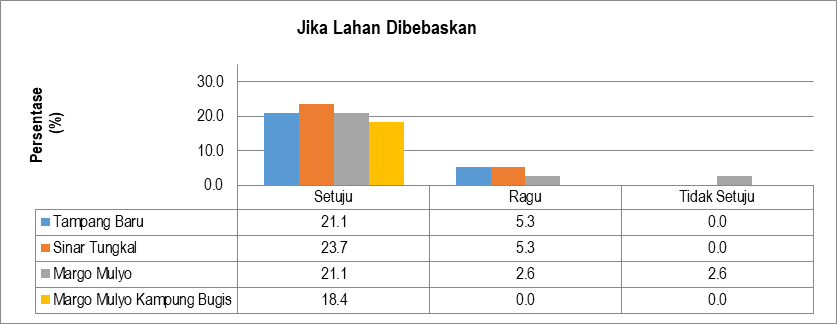 Jika Lahan Dibebaskan
Persentase
(%)
30.0
20.0
10.0
0.0
Setuju Ragu Tidak Setuju
Tampang Baru 21.1 5.3 0.0
Sinar Tungkal 23.7 5.3 0.0
Margo Mulyo 21.1 2.6 2.6
Margo Mulyo Kampung Bugis 18.4 0.0 0.0